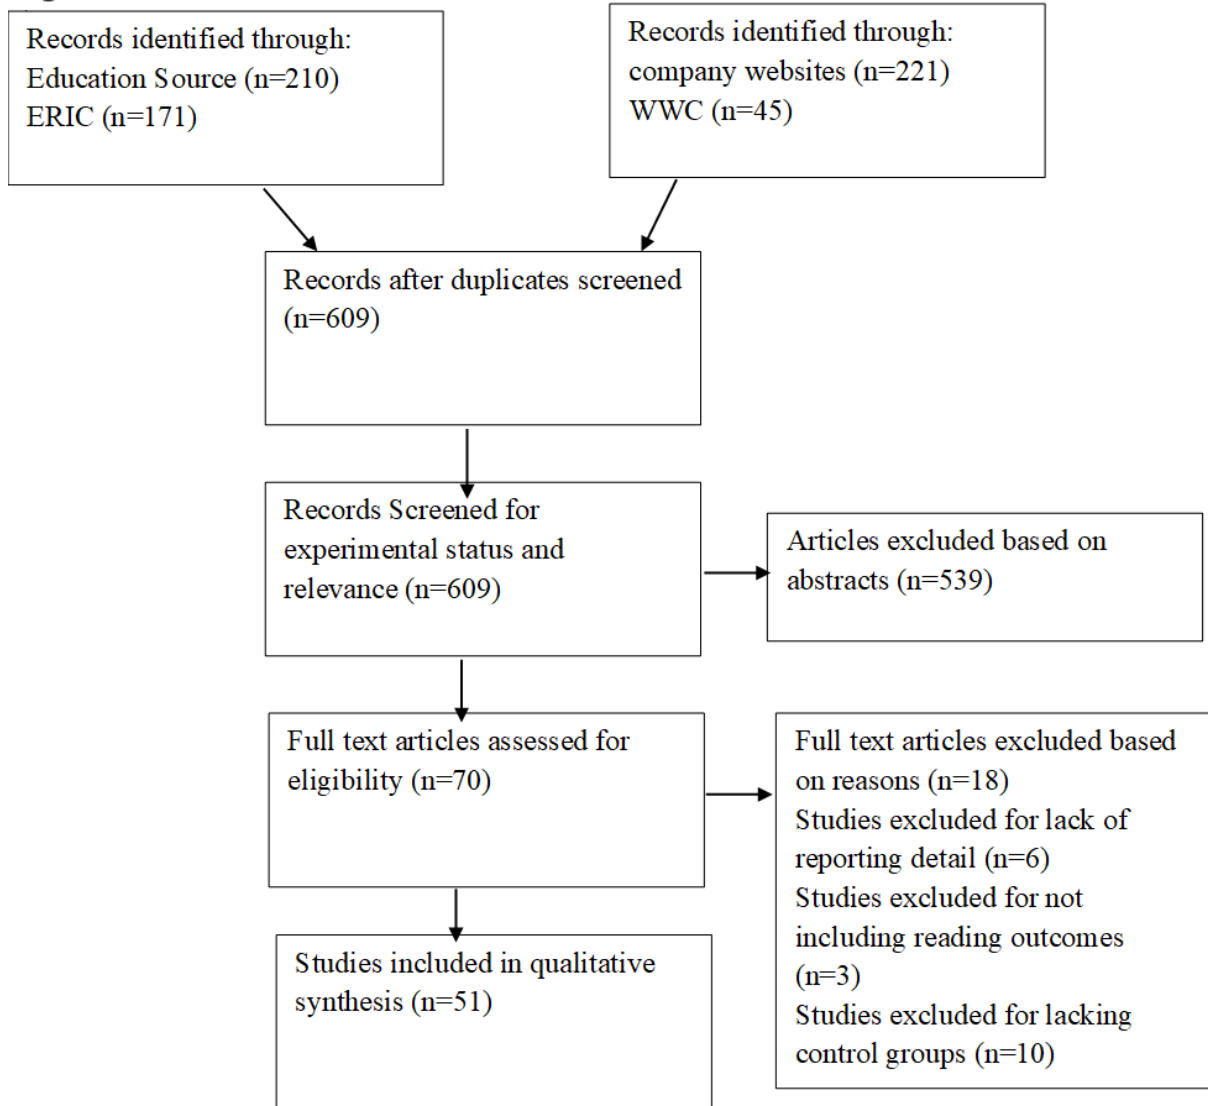 Records identified through:
Education Source (n=210)
ERIC (n=171)
Records identified through:
company websites (n=221)
WWC (n=45)
Records after duplicates screened
(n=609)
Records Screened for
experimental status and
relevance (n=609)
Articles excluded based on
abstracts (n=539)
Full text articles assessed for
eligibility (n=70)
Full text articles excluded based
on reasons (n=18)
Studies excluded for lack of
reporting detail (n=6)
Studies excluded for not
including reading outcomes
(n=3)
Studies excluded for lacking
control groups (n=10)
Studies included in qualitative
synthesis (n=51)